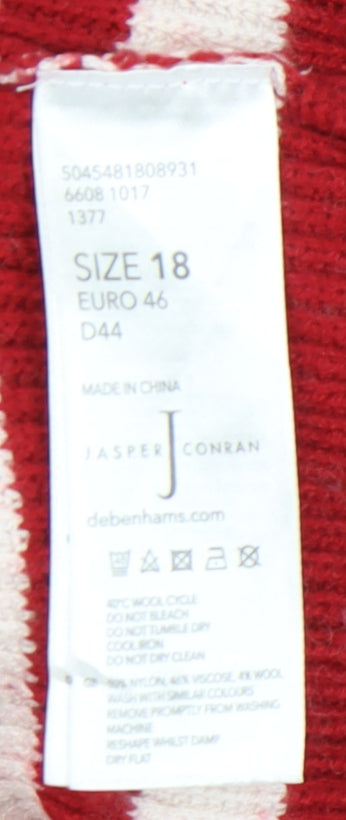 5045481808931
6608 1017
1377
SIZE 18
EURO 46
D44
MADE IN CHINA
J
JASPER CONRAN
debenhams.com
40
40°C WOOL CYCLE
DO NOT BLEACH
DO NOT TUMBLE DRY
COOL IRON
DO NOT DRY CLEAN
GB 50% NYLON, 46% VISCOSE, 4% WOOL
WASH WITH SIMILAR COLOURS
REMOVE PROMPTLY FROM WASHING
MACHINE
RESHAPE WHILST DAMP
DRY FLAT